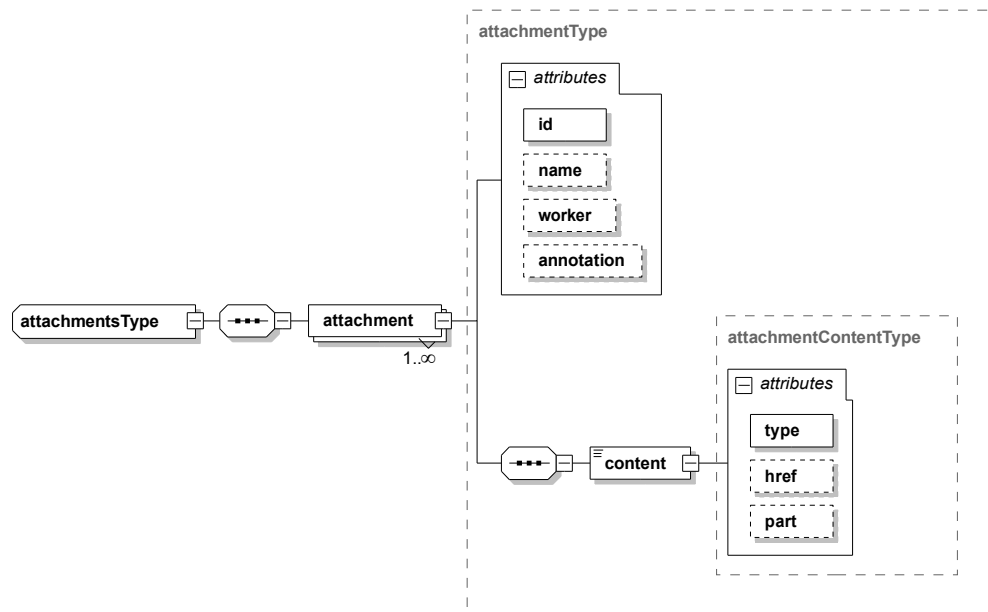 attachmentType
attributes
id
name
worker
annotation
attachmentsType
attachment
1..∞
attachmentContentType
attributes
type
content
href
part